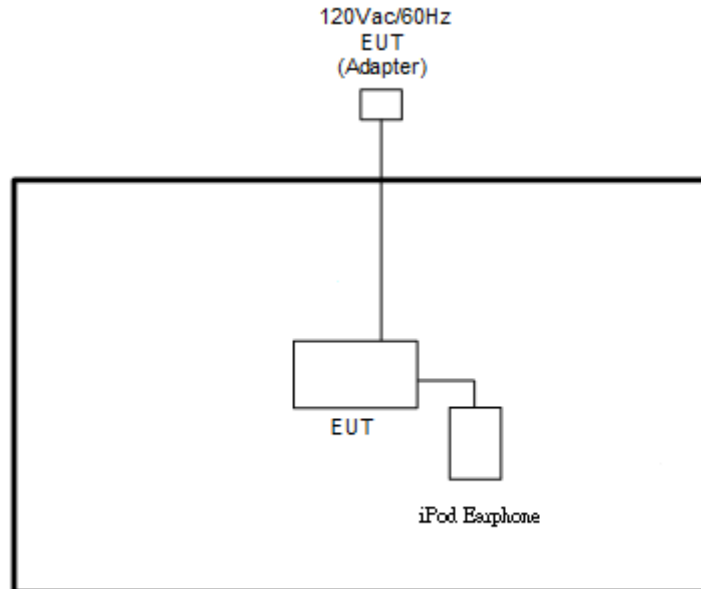 120Vac/60Hz
EUT
(Adapter)
EUT
iPod Earphone